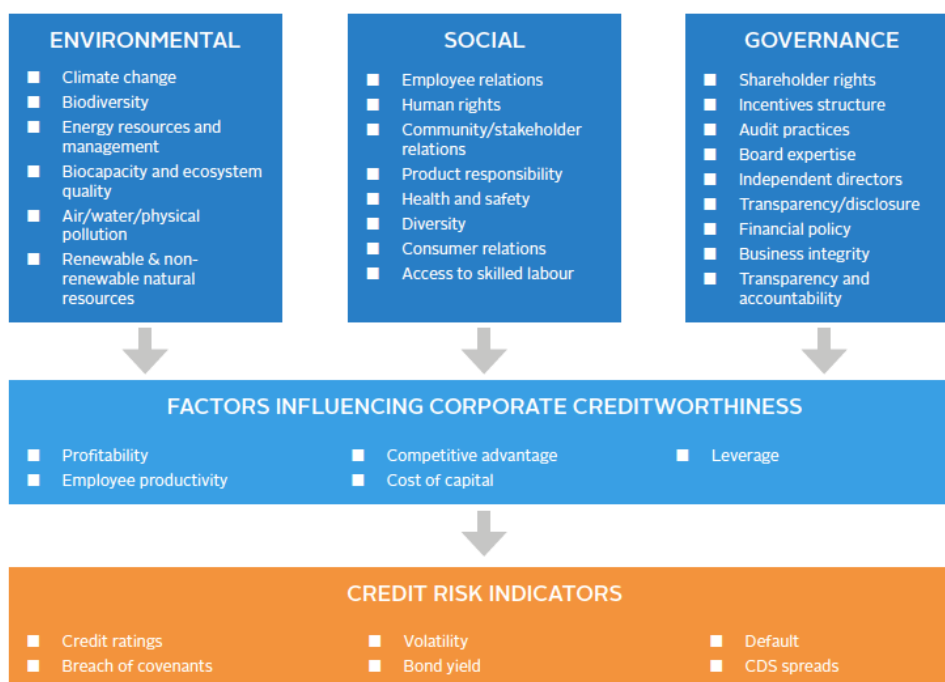 ENVIRONMENTAL
Climate change
Biodiversity
Energy resources and
management
Biocapacity and ecosystem
quality
Air/water/physical
pollution
Renewable & non-
renewable natural
resources
SOCIAL
Employee relations
Human rights
Community/stakeholder
relations
Product responsibility
Health and safety
Diversity
Consumer relations
Access to skilled labour
GOVERNANCE
Shareholder rights
Incentives structure
Audit practices
Board expertise
Independent directors
Transparency/disclosure
Financial policy
Business integrity
Transparency and
accountability
FACTORS INFLUENCING CORPORATE CREDITWORTHINESS
Profitability
Employee productivity
Competitive advantage
Cost of capital
Leverage
CREDIT RISK INDICATORS
Credit ratings
Breach of covenants
Volatility
Bond yield
Default
CDS spreads